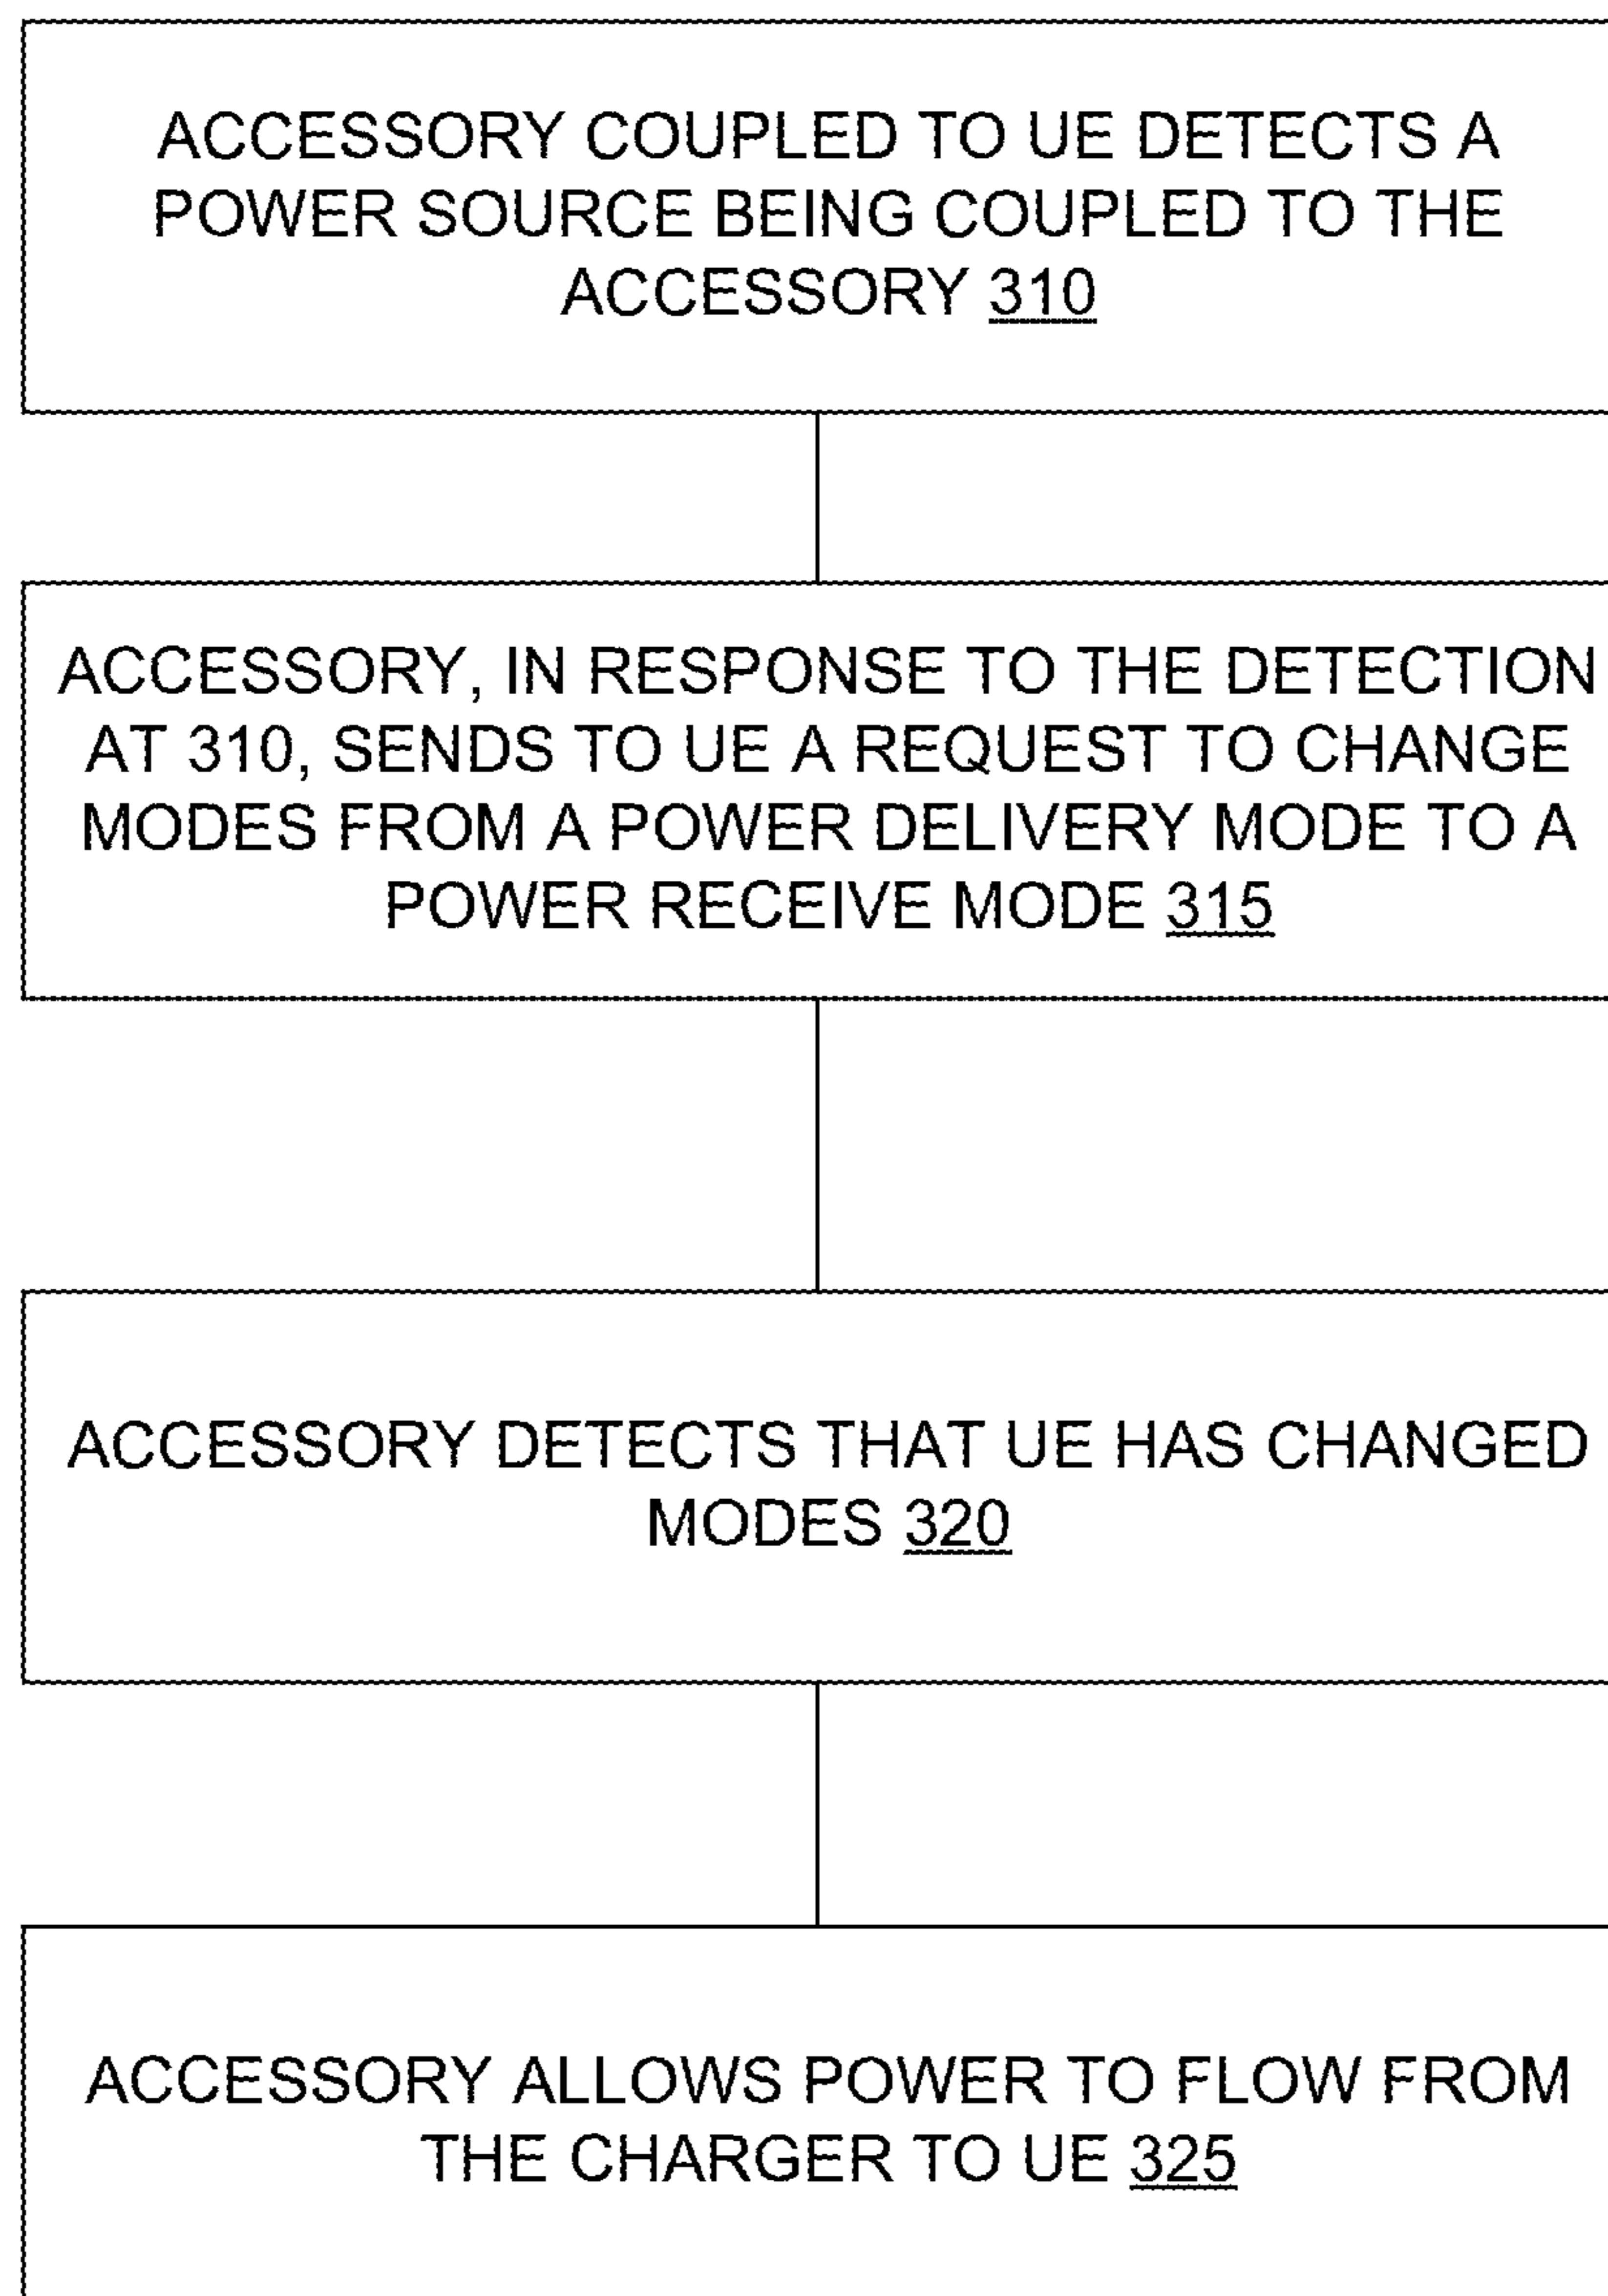 ACCESSORY COUPLED TO UE DETECTS A
POWER SOURCE BEING COUPLED TO THE
ACCESSORY 310
ACCESSORY, IN RESPONSE TO THE DETECTION
AT 310, SENDS TO UE A REQUEST TO CHANGE
MODES FROM A POWER DELIVERY MODE TO A
POWER RECEIVE MODE 315
ACCESSORY DETECTS THAT UE HAS CHANGED
MODES 320
ACCESSORY ALLOWS POWER TO FLOW FROM
THE CHARGER TO UE 325